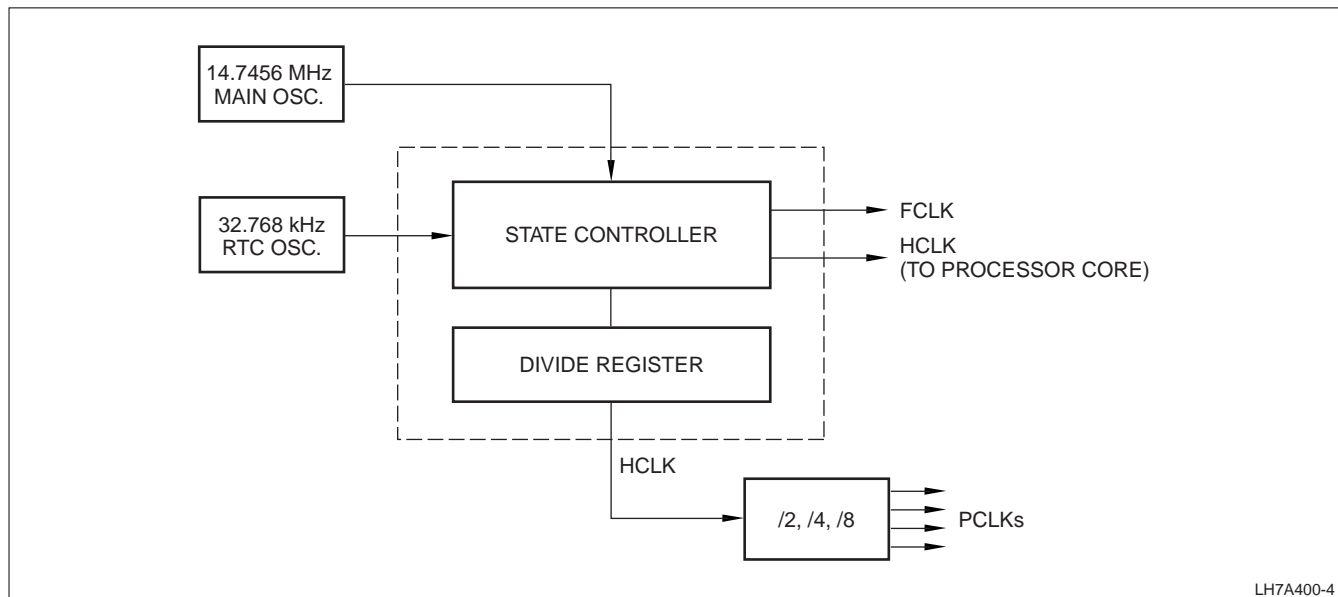 14.7456 MHz
MAIN OSC.
32.768 kHz
RTC OSC.
STATE CONTROLLER
FCLK
HCLK
(TO PROCESSOR CORE)
DIVIDE REGISTER
HCLK
/2, /4, /8
PCLKs
LH7A400-4